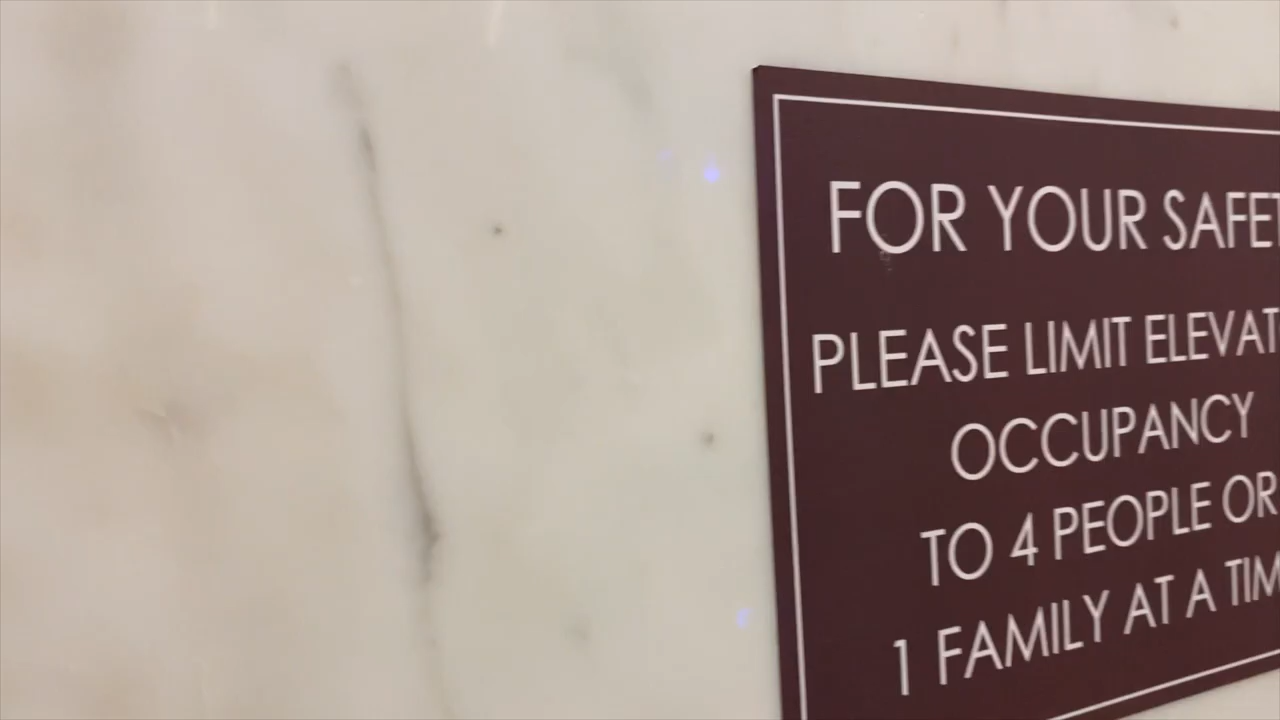 FOR YOUR SAFET
PLEASE LIMIT ELEVAT
OCCUPANCY
TO 4 PEOPLE OR
1 FAMILY AT A TIM